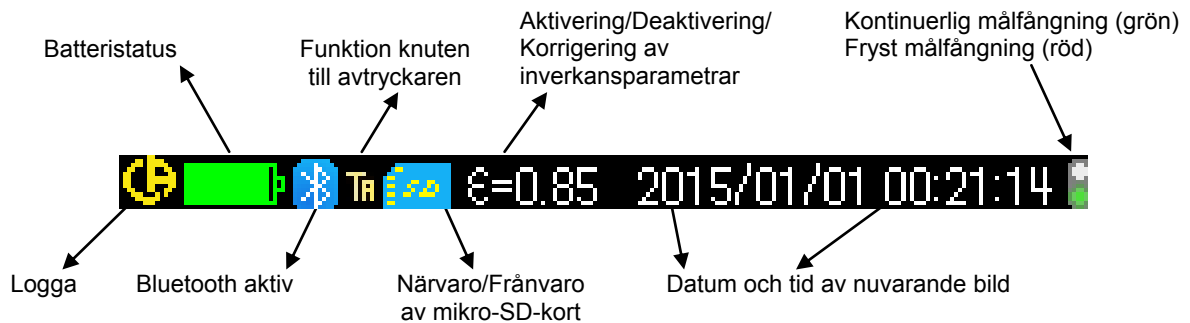 Batteristatus
Funktion knuten
till avtryckaren
Aktivering/Deaktivering/
Korrigering av
inverkansparametrar
Kontinuerlig målfångning (grön)
Fryst målfångning (röd)
TA SD ε=0.85 2015/01/01 00:21:14
Logga
Bluetooth aktiv
Närvaro/Frånvaro
av mikro-SD-kort
Datum och tid av nuvarande bild